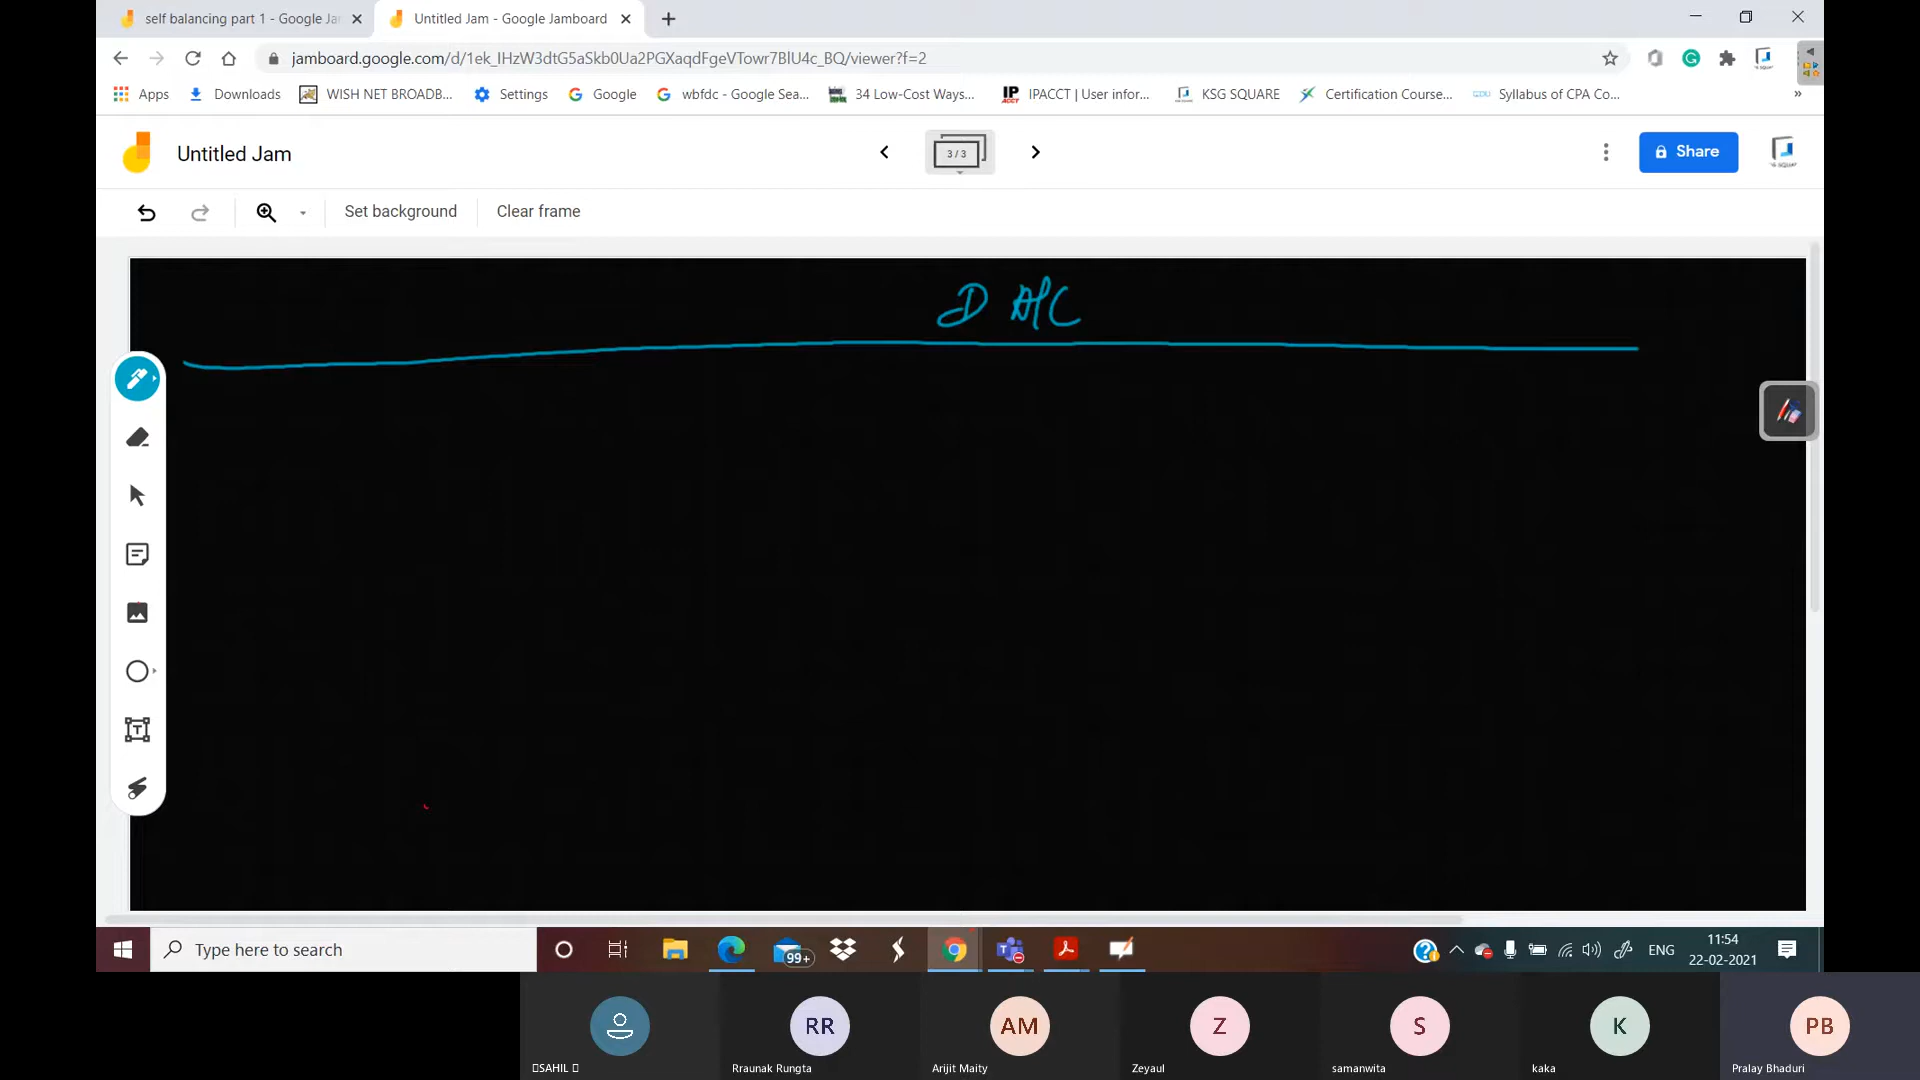 self balancing part 1 - Google Ja
Untitled Jam - Google Jamboard
jamboard.google.com/d/1ek_IHzW3dtG5aSkb0Ua2PGXaqdFgeVTowr7BlU4c_BQ/viewer?f=2
Apps Downloads WISH NET BROADB... Settings Google wbfdc - Google Sea... 34 Low-Cost Ways... IPACCT | User infor... KSG SQUARE Certification Course... Syllabus of CPA Co... »
Untitled Jam
3 / 3
Share
Set background Clear frame
D A/C
Type here to search
99+
ENG
11:54
22-02-2021
RR AM Z S K PB
SAHIL Rraunak Rungta Arijit Maity Zeyaul samanwita kaka Pralay Bhaduri